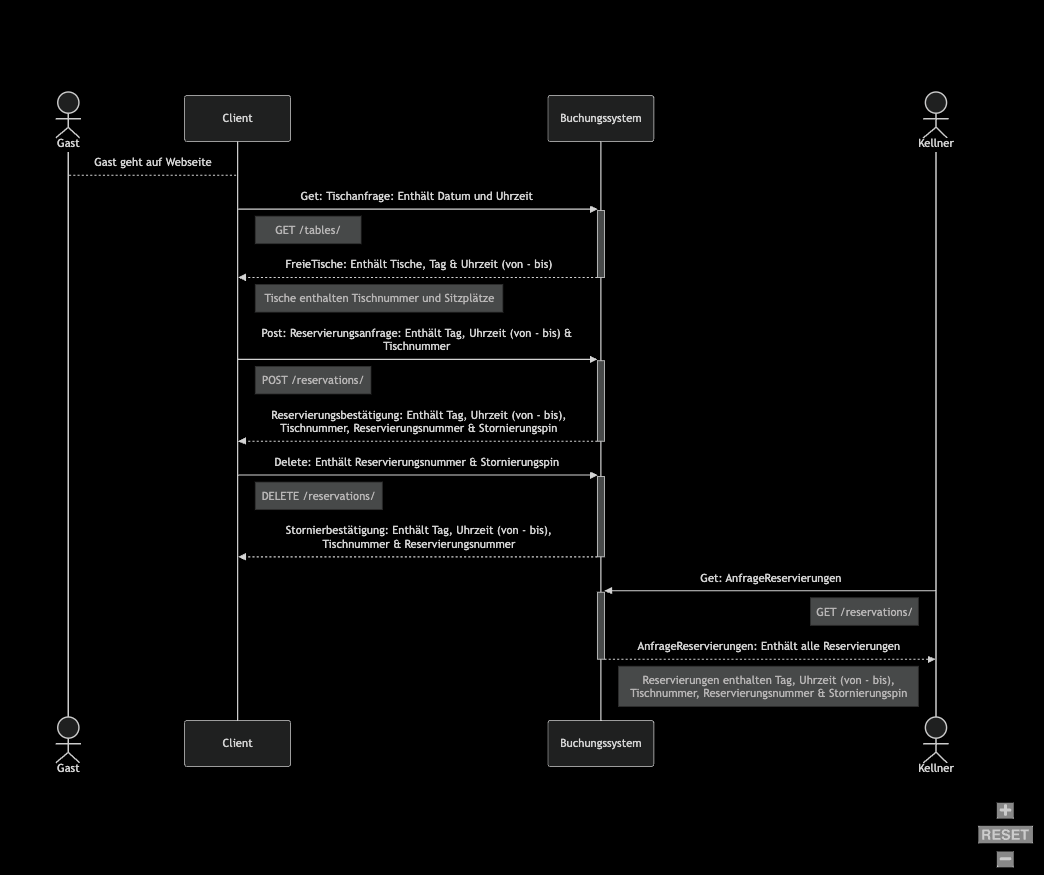 Gast
Client
Buchungssystem
Kellner
Gast geht auf Webseite
Get: Tischanfrage: Enthält Datum und Uhrzeit
GET /tables/
FreieTische: Enthält Tische, Tag & Uhrzeit (von - bis)
Tische enthalten Tischnummer und Sitzplätze
Post: Reservierungsanfrage: Enthält Tag, Uhrzeit (von - bis) &
Tischnummer
POST /reservations/
Reservierungsbestätigung: Enthält Tag, Uhrzeit (von - bis),
Tischnummer, Reservierungsnummer & Stornierungspin
Delete: Enthält Reservierungsnummer & Stornierungspin
DELETE /reservations/
Stornierbestätigung: Enthält Tag, Uhrzeit (von - bis),
Tischnummer & Reservierungsnummer
Get: AnfrageReservierungen
GET /reservations/
AnfrageReservierungen: Enthält alle Reservierungen
Reservierungen enthalten Tag, Uhrzeit (von - bis),
Tischnummer, Reservierungsnummer & Stornierungspin
Gast
Client
Buchungssystem
Kellner
+
RESET
−